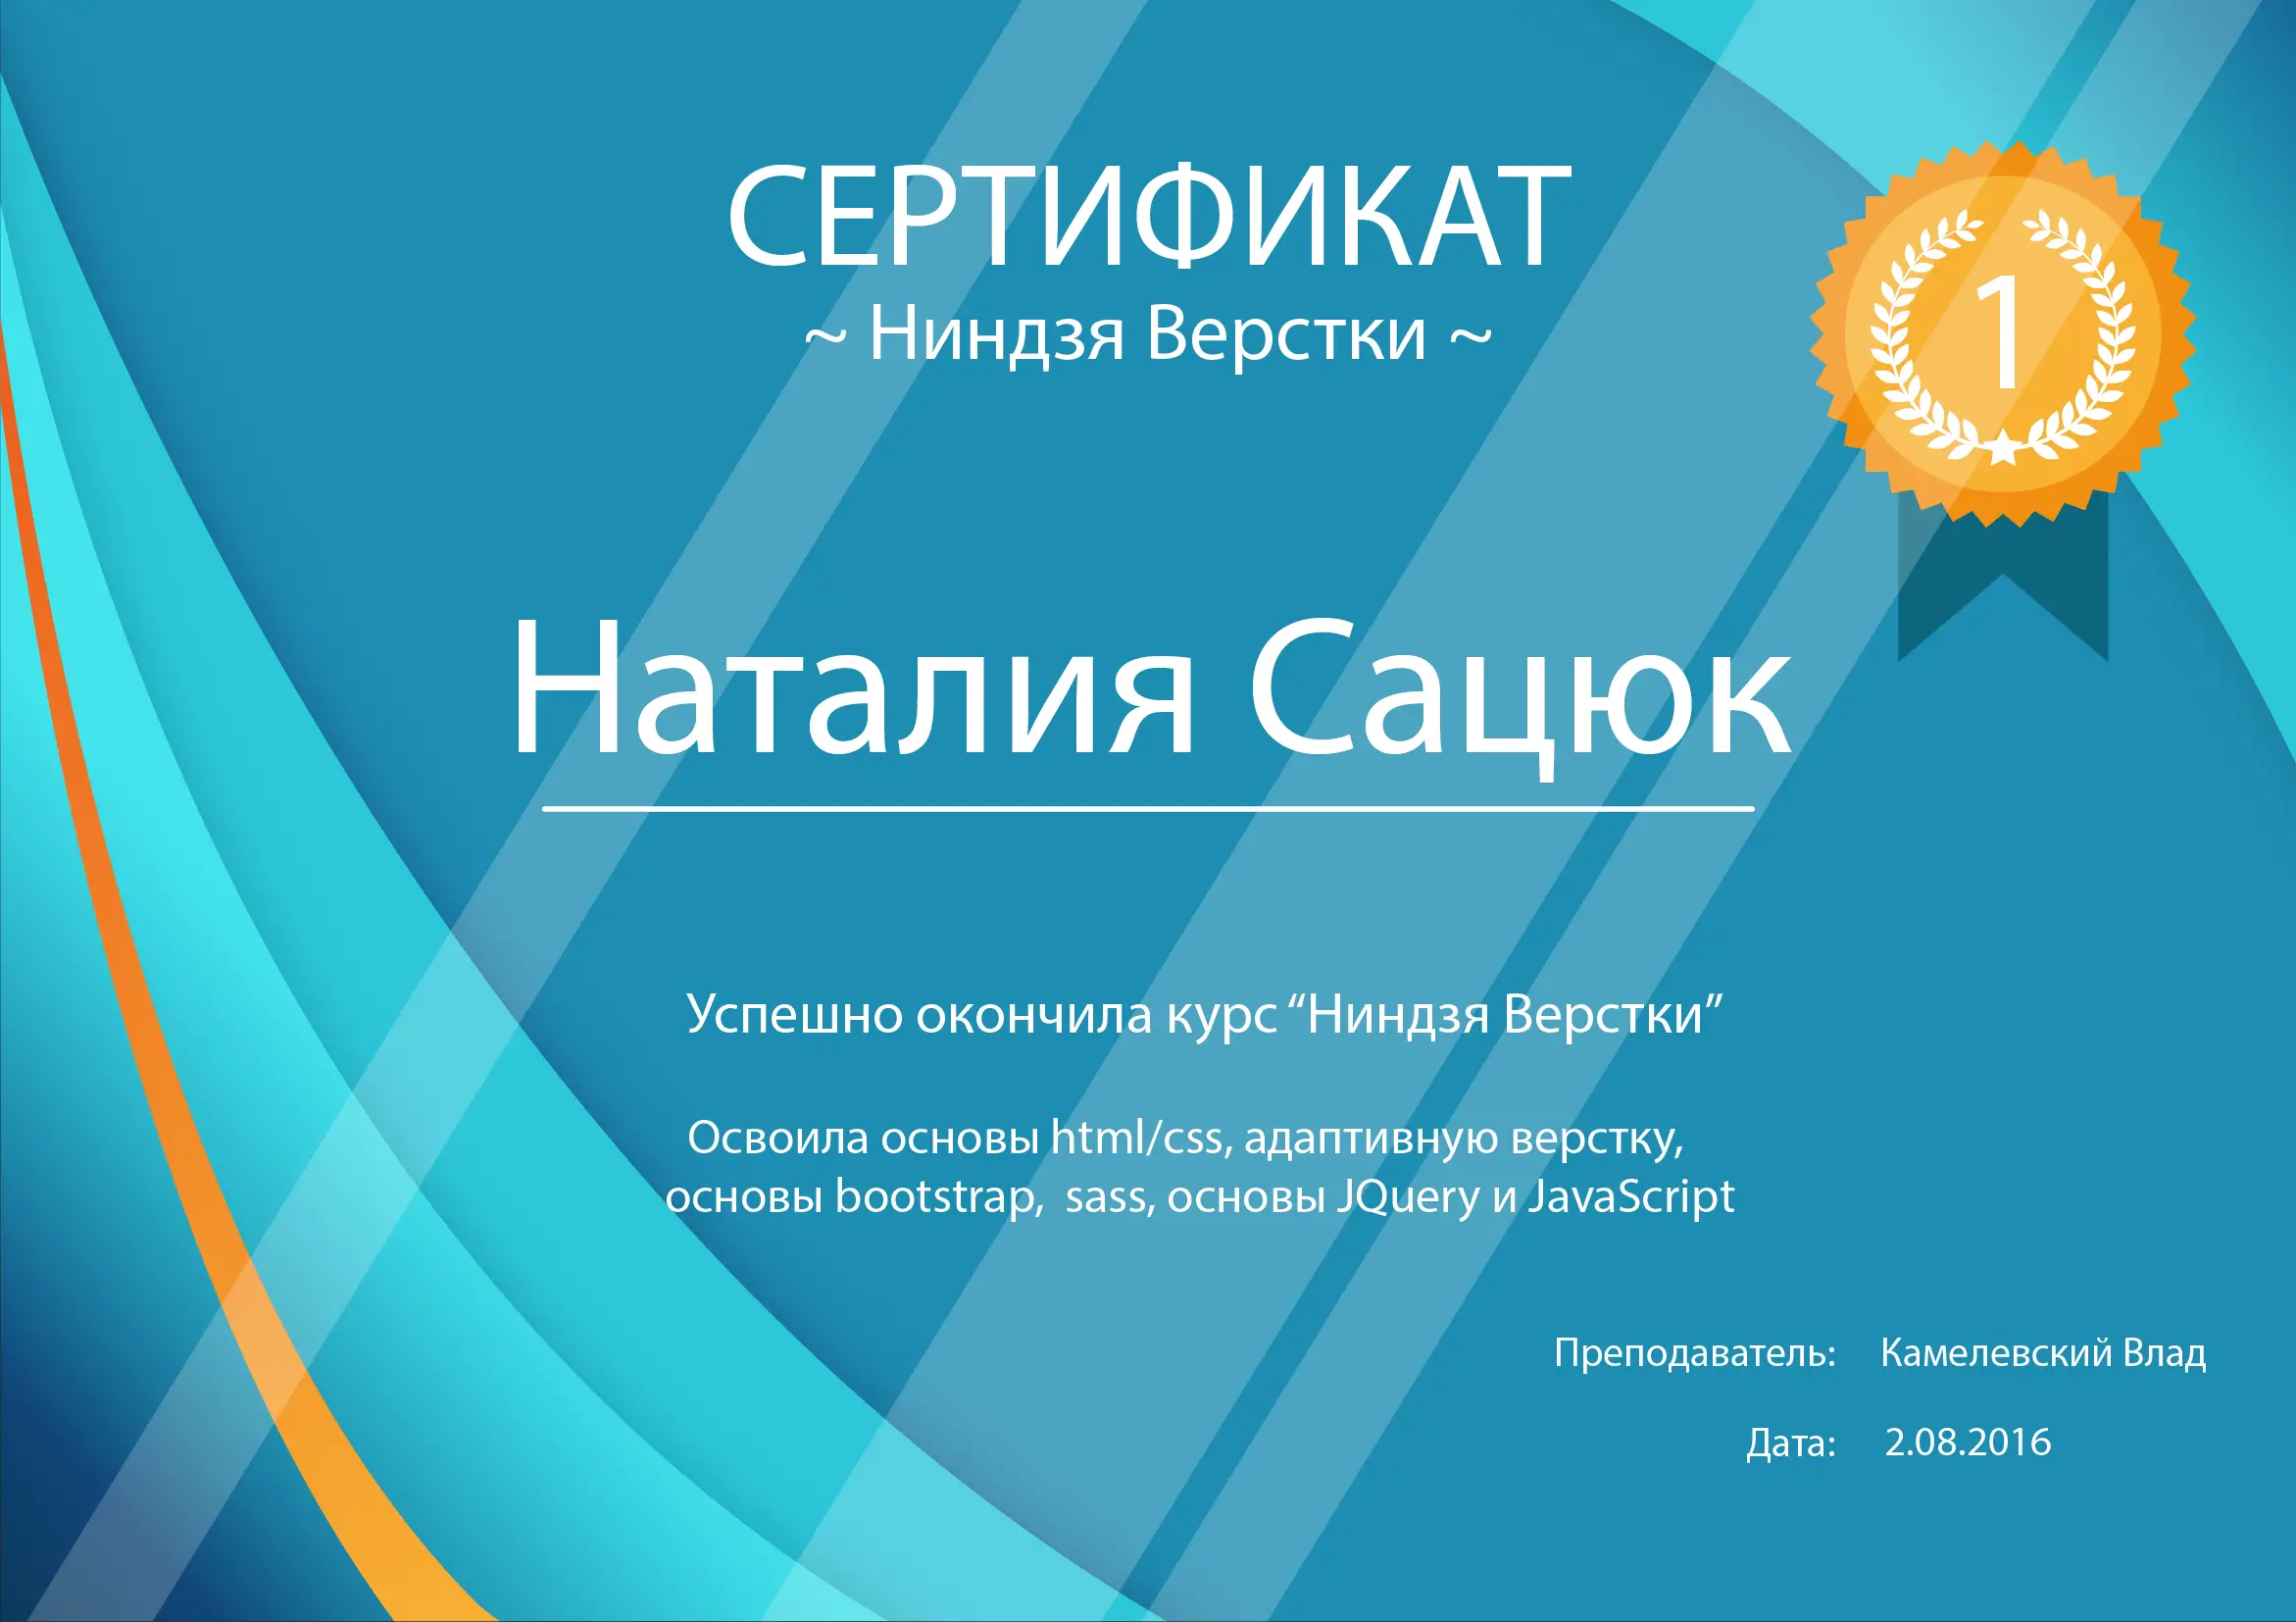 СЕРТИФИКАТ
~ Ниндзя Верстки ~
1
Наталия Сацюк
Успешно окончила курс “Ниндзя Верстки”
Освоила основы html/css, адаптивную верстку,
основы bootstrap, sass, основы JQuery и JavaScript
Преподаватель: Камелевский Влад
Дата: 2.08.2016